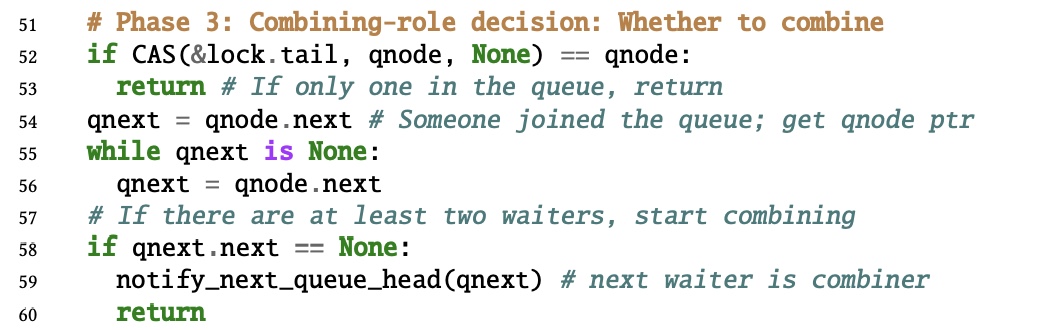 51 # Phase 3: Combining-role decision: Whether to combine
52 if CAS(&lock.tail, qnode, None) == qnode:
53 return # If only one in the queue, return
54 qnext = qnode.next # Someone joined the queue; get qnode ptr
55 while qnext is None:
56 qnext = qnode.next
57 # If there are at least two waiters, start combining
58 if qnext.next == None:
59 notify_next_queue_head(qnext) # next waiter is combiner
60 return